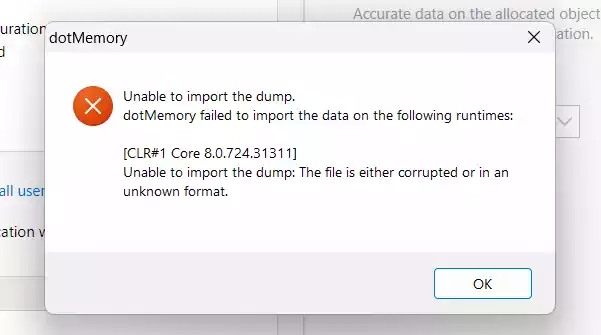 Accurate data on the allocated object
uration
ation.
d
dotMemory
Unable to import the dump.
dotMemory failed to import the data on the following runtimes:
[CLR#1 Core 8.0.724.31311]
Unable to import the dump: The file is either corrupted or in an
unknown format.
all user
cation w
OK